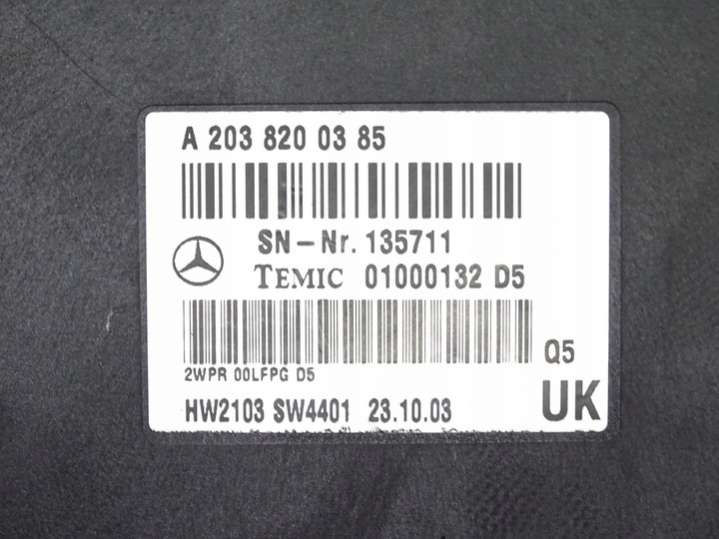 A 203 820 03 85
SN-Nr. 135711
TEMIC 01000132 D5
Q5
2WPR 00LFPG D5
HW2103 SW4401 23.10.03
UK